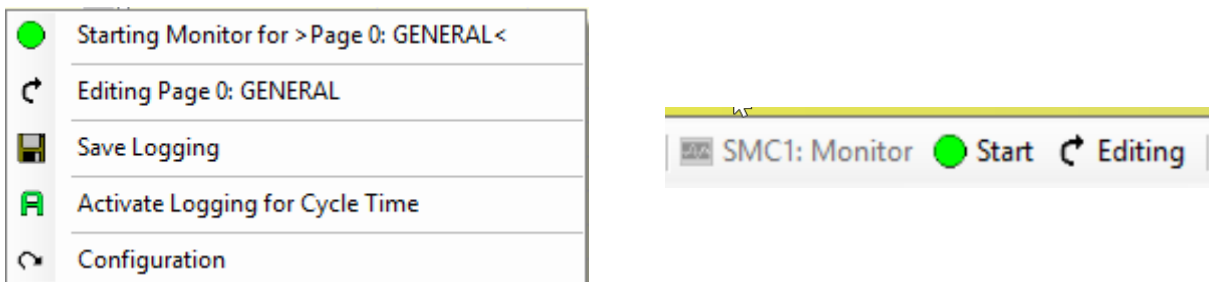 Starting Monitor for >Page 0: GENERAL<
Editing Page 0: GENERAL
Save Logging
Activate Logging for Cycle Time
Configuration
SMC1: Monitor Start Editing